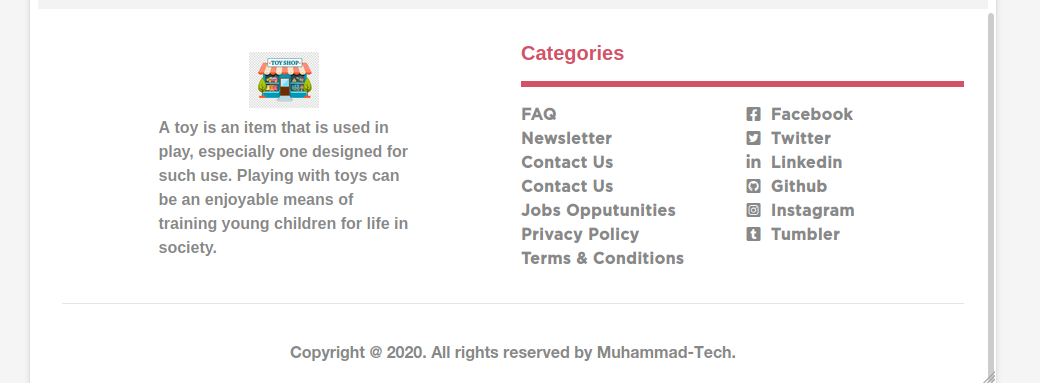 TOY SHOP
A toy is an item that is used in
play, especially one designed for
such use. Playing with toys can
be an enjoyable means of
training young children for life in
society.
Categories
FAQ
Newsletter
Contact Us
Contact Us
Jobs Opputunities
Privacy Policy
Terms & Conditions
Facebook
Twitter
Linkedin
Github
Instagram
Tumbler
Copyright @ 2020. All rights reserved by Muhammad-Tech.